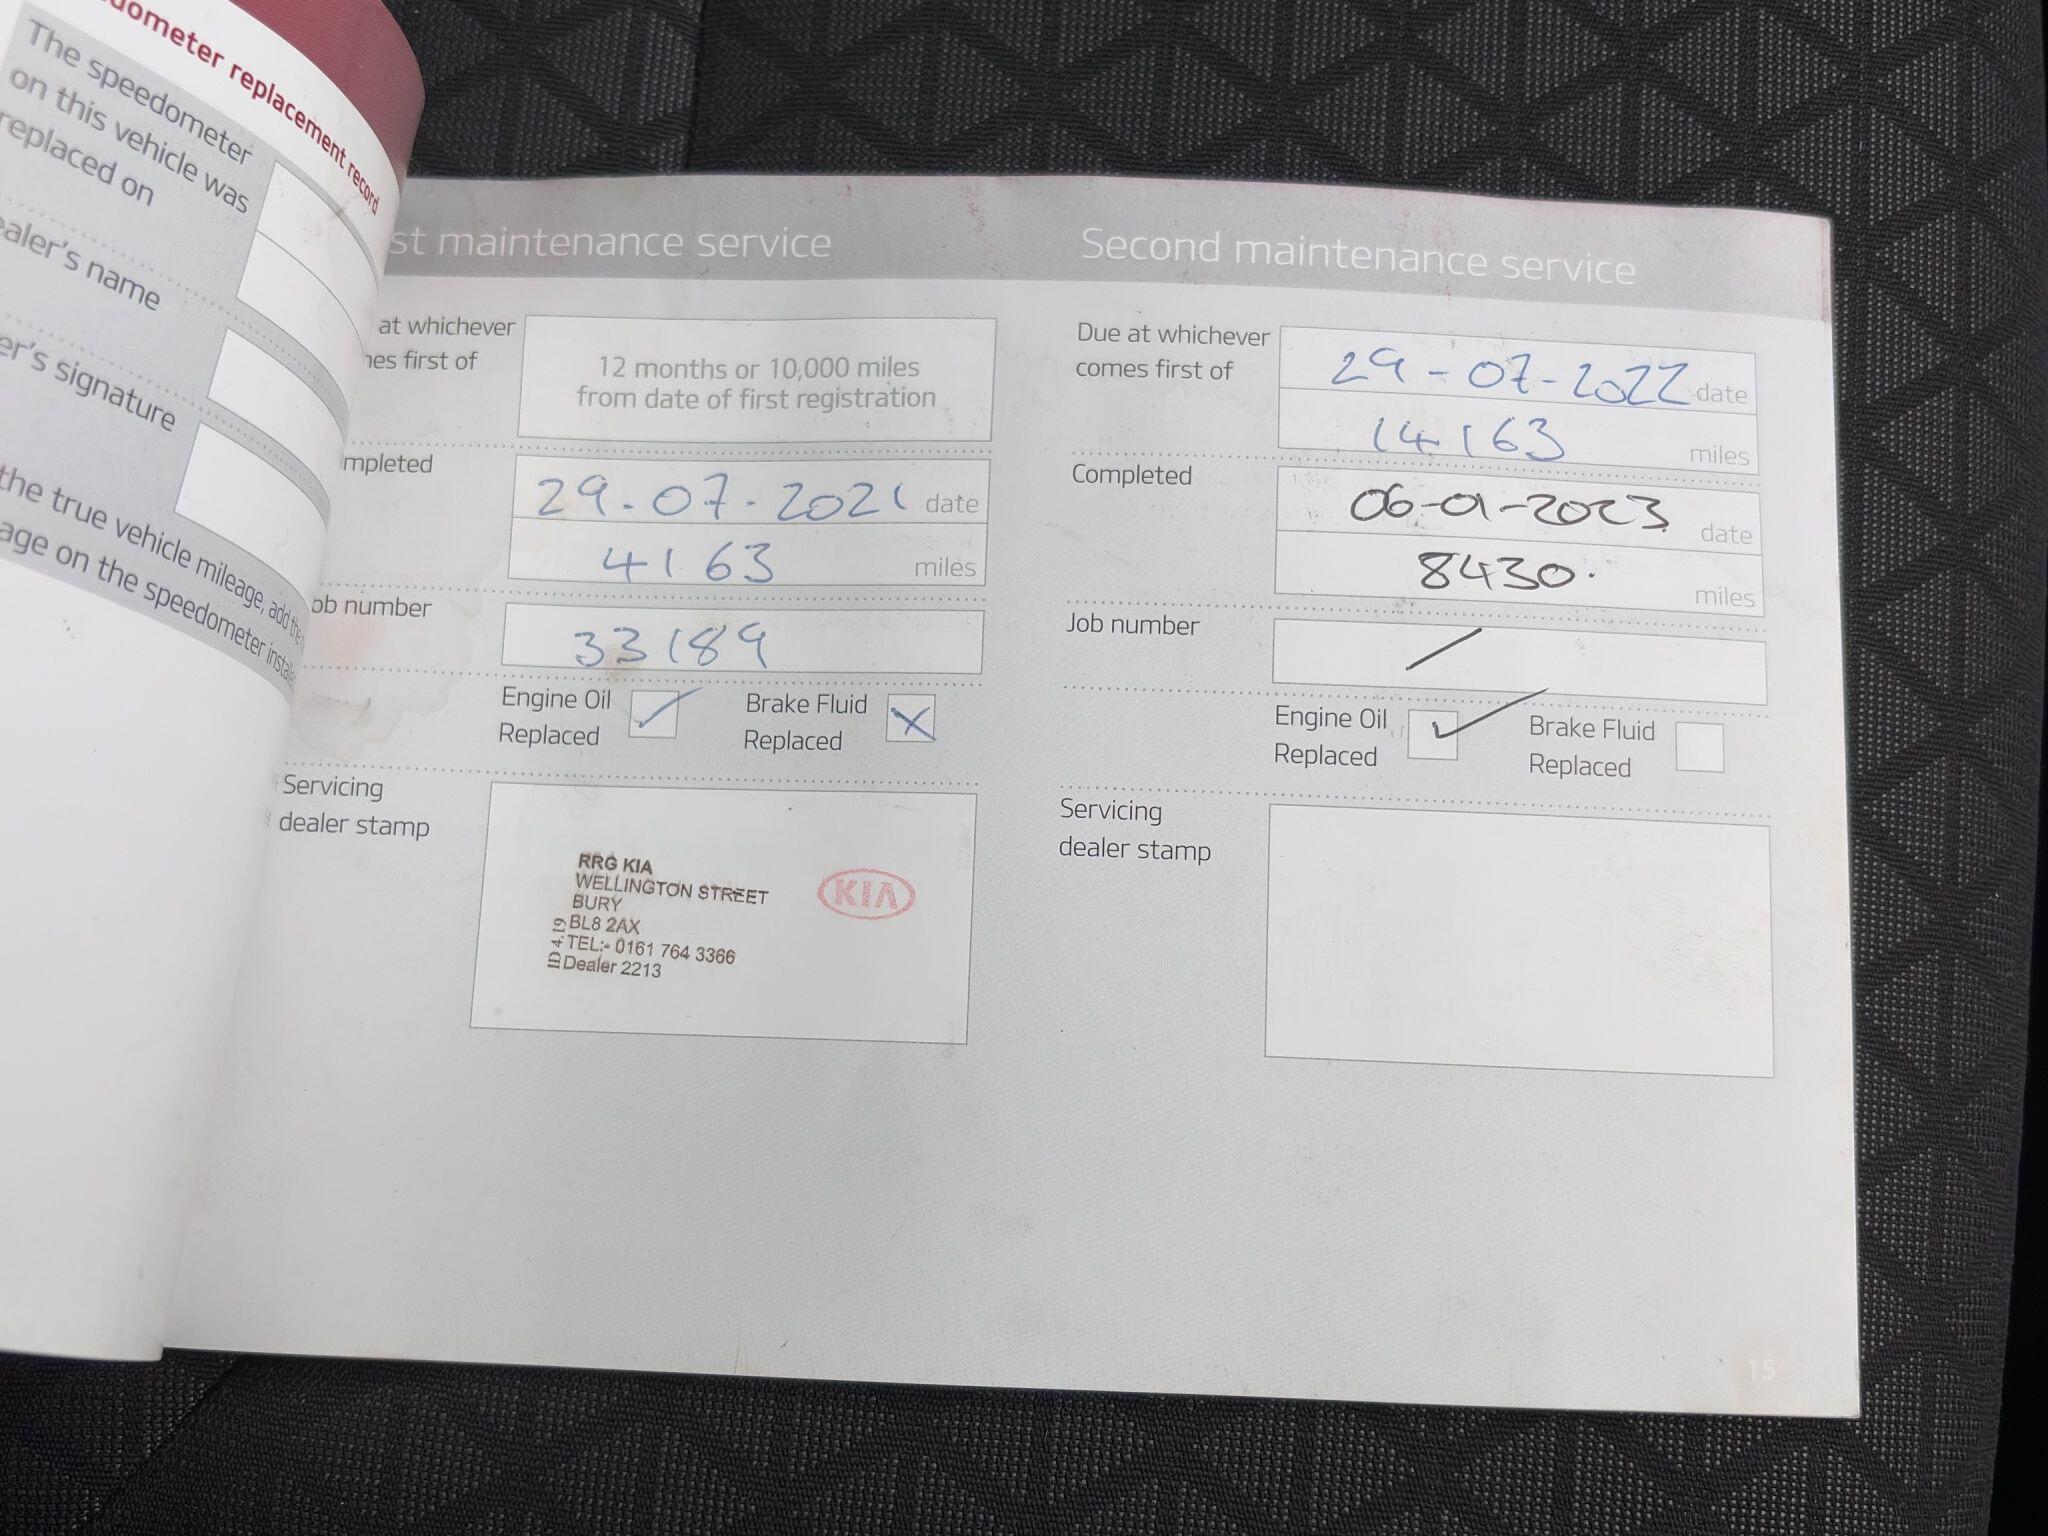 dometer replacement record
The speedometer
on this vehicle was
replaced on
ealer's name
er's signature
the true vehicle mileage, add the
age on the speedometer
st maintenance service
at whichever
nes first of
12 months or 10,000 miles
from date of first registration
mpleted
29-07-2021 date
4163 miles
ob number
33189
Engine Oil
Replaced
Brake Fluid
Replaced
Servicing
dealer stamp
RRG KIA
WELLINGTON STREET
BURY
BL8 2AX
TEL:- 0161 764 3366
Dealer 2213
ID 4.19
KIA
Second maintenance service
Due at whichever
comes first of
29-07-2022 date
14163 miles
Completed
06-01-2023 date
8430. miles
Job number
/
Engine Oil
Replaced
Brake Fluid
Replaced
Servicing
dealer stamp
15